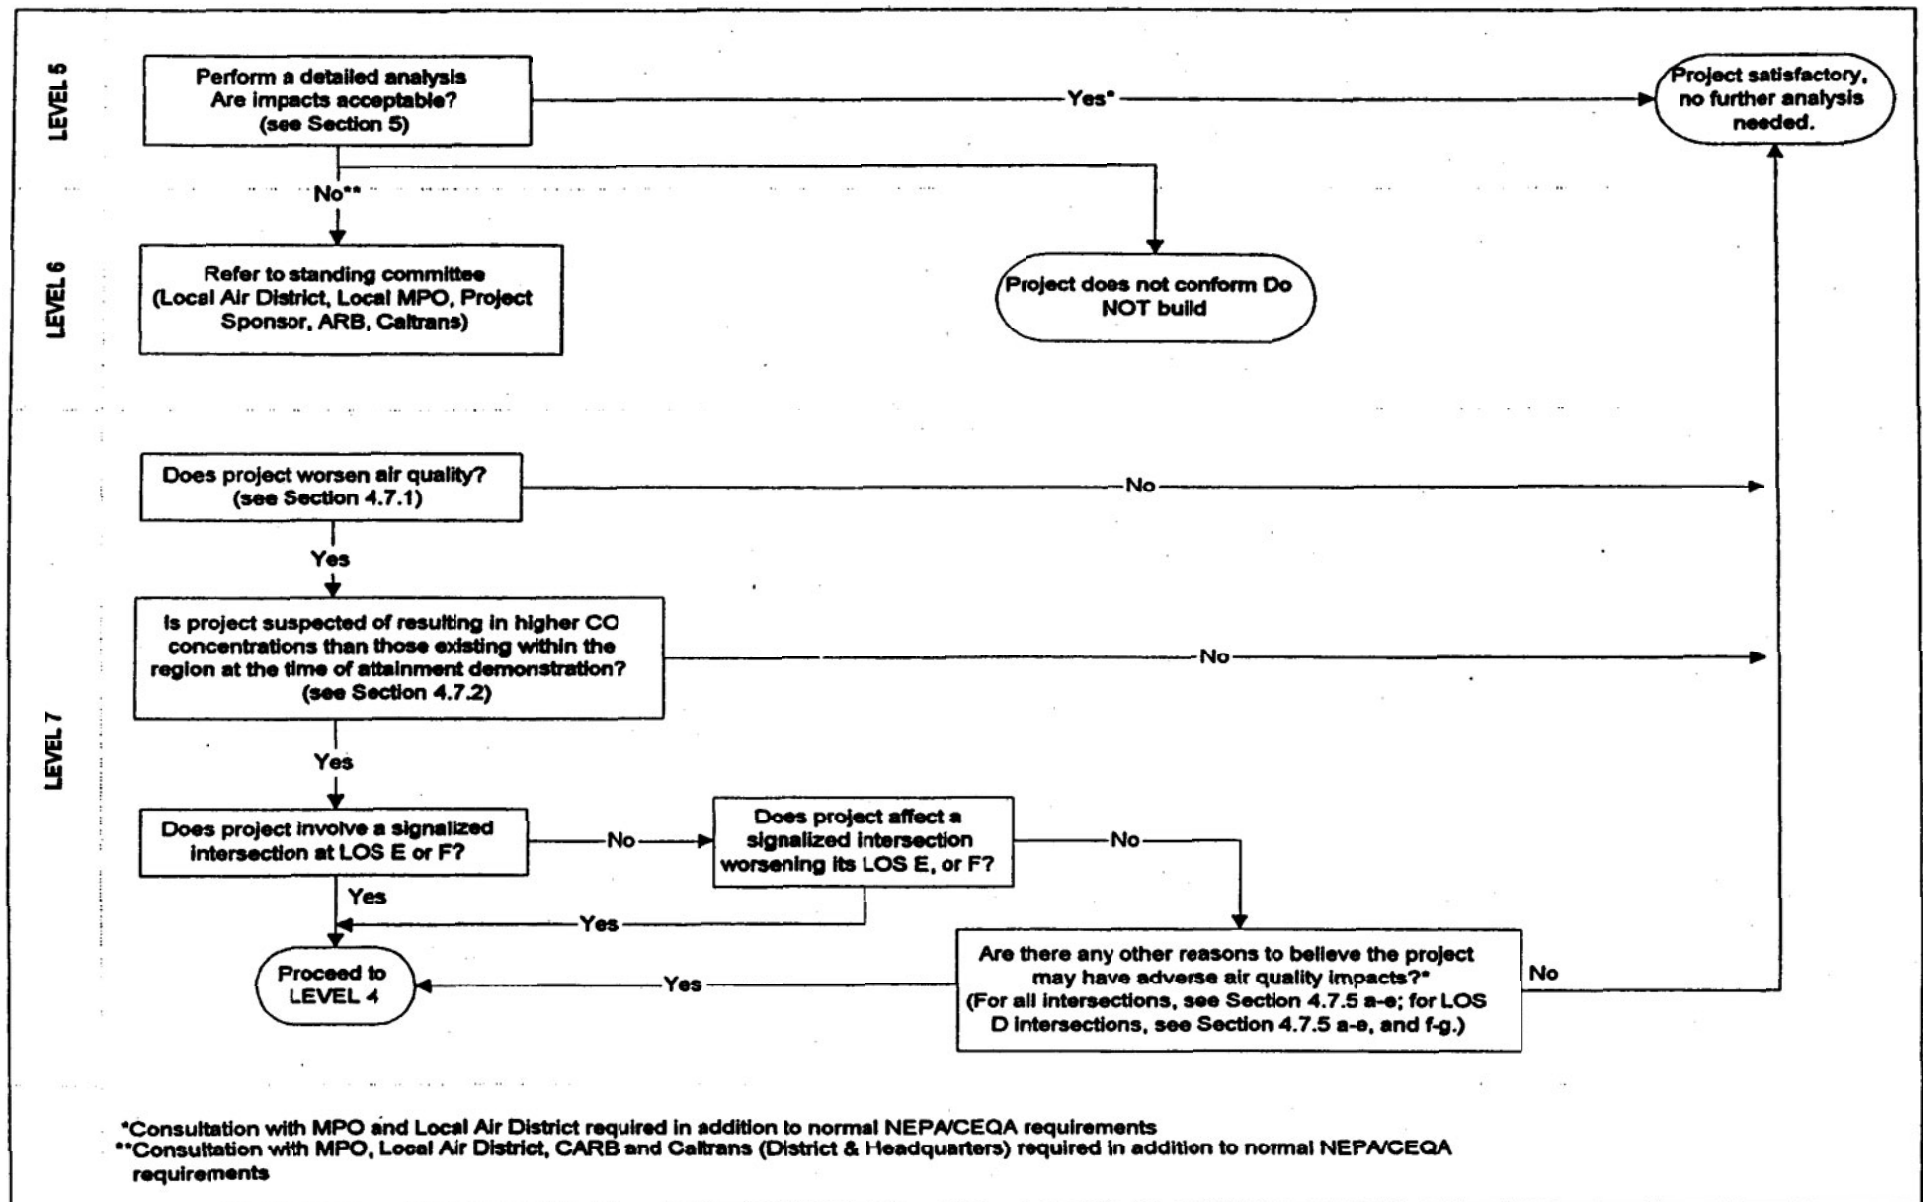 LEVEL 5
Perform a detailed analysis
Are impacts acceptable?
(see Section 5)
Yes*
Project satisfactory,
no further analysis
needed.
No**
LEVEL 6
Refer to standing committee
(Local Air District, Local MPO, Project
Sponsor, ARB, Caltrans)
Project does not conform Do
NOT build
LEVEL 7
Does project worsen air quality?
(see Section 4.7.1)
No
Yes
Is project suspected of resulting in higher CO
concentrations than those existing within the
region at the time of attainment demonstration?
(see Section 4.7.2)
No
Yes
Does project involve a signalized
intersection at LOS E or F?
No
Does project affect a
signalized intersection
worsening its LOS E, or F?
No
Yes
Yes
Proceed to
LEVEL 4
Yes
Are there any other reasons to believe the project
may have adverse air quality impacts?*
(For all intersections, see Section 4.7.5 a-e; for LOS
D intersections, see Section 4.7.5 a-e, and f-g.)
No
*Consultation with MPO and Local Air District required in addition to normal NEPA/CEQA requirements
**Consultation with MPO, Local Air District, CARB and Caltrans (District & Headquarters) required in addition to normal NEPA/CEQA
requirements